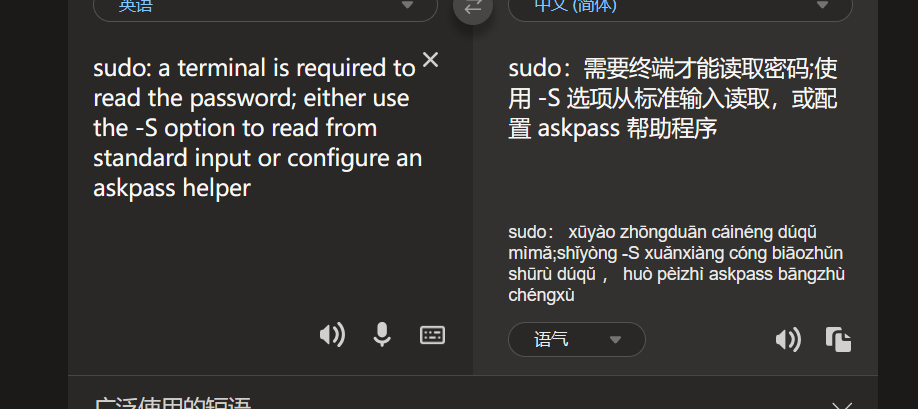 英语
中文 (简体)
sudo: a terminal is required to
read the password; either use
the -S option to read from
standard input or configure an
askpass helper
sudo：需要终端才能读取密码;使
用 -S 选项从标准输入读取，或配
置 askpass 帮助程序
sudo： xūyào zhōngduān cáinéng dúqǔ
mìmǎ;shǐyòng -S xuǎnxiàng cóng biāozhǔn
shūrù dúqǔ ， huò pèizhì askpass bāngzhù
chéngxù
语气
广泛使用的短语